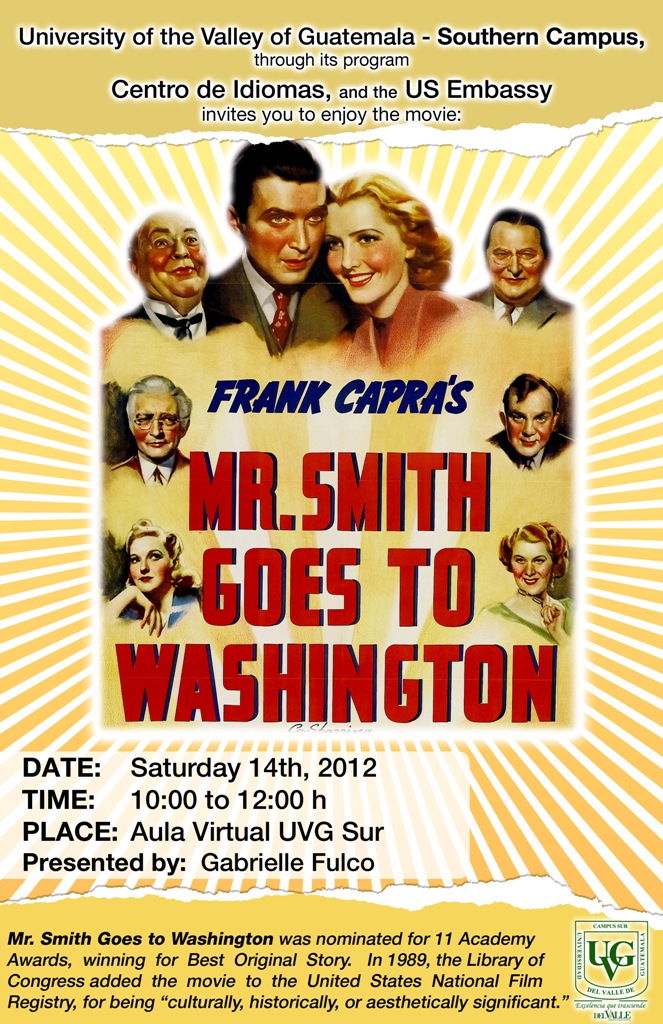 University of the Valley of Guatemala - Southern Campus,
through its program
Centro de Idiomas, and the US Embassy
invites you to enjoy the movie:
FRANK CAPRA'S
MR. SMITH
GOES TO
WASHINGTON
DATE: Saturday 14th, 2012
TIME: 10:00 to 12:00 h
PLACE: Aula Virtual UVG Sur
Presented by: Gabrielle Fulco
Mr. Smith Goes to Washington was nominated for 11 Academy
Awards, winning for Best Original Story. In 1989, the Library of
Congress added the movie to the United States National Film
Registry, for being “culturally, historically, or aesthetically significant.”
CAMPUS SUR
UNIVERSIDAD
UVG
GUATEMALA
DEL VALLE DE
Excelencia que trasciende
DEL VALLE